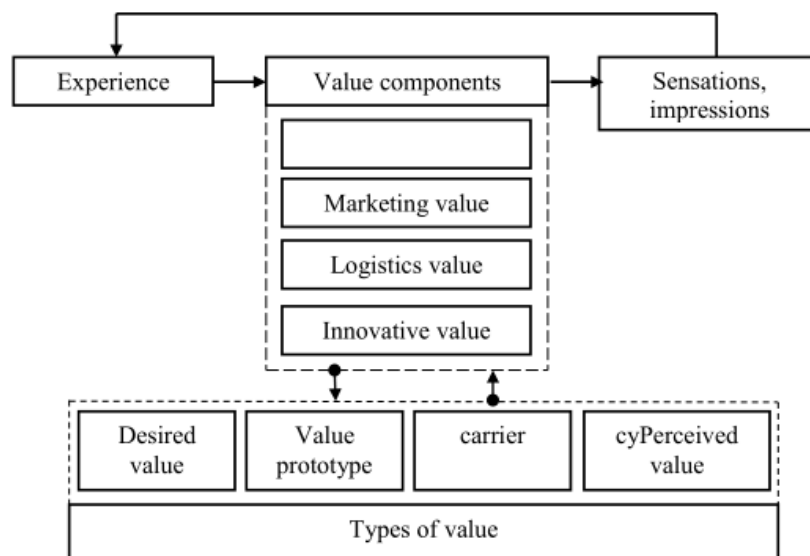 Experience
Value components
Sensations,
impressions
Marketing value
Logistics value
Innovative value
Desired
value
Value
prototype
carrier
cyPerceived
value
Types of value